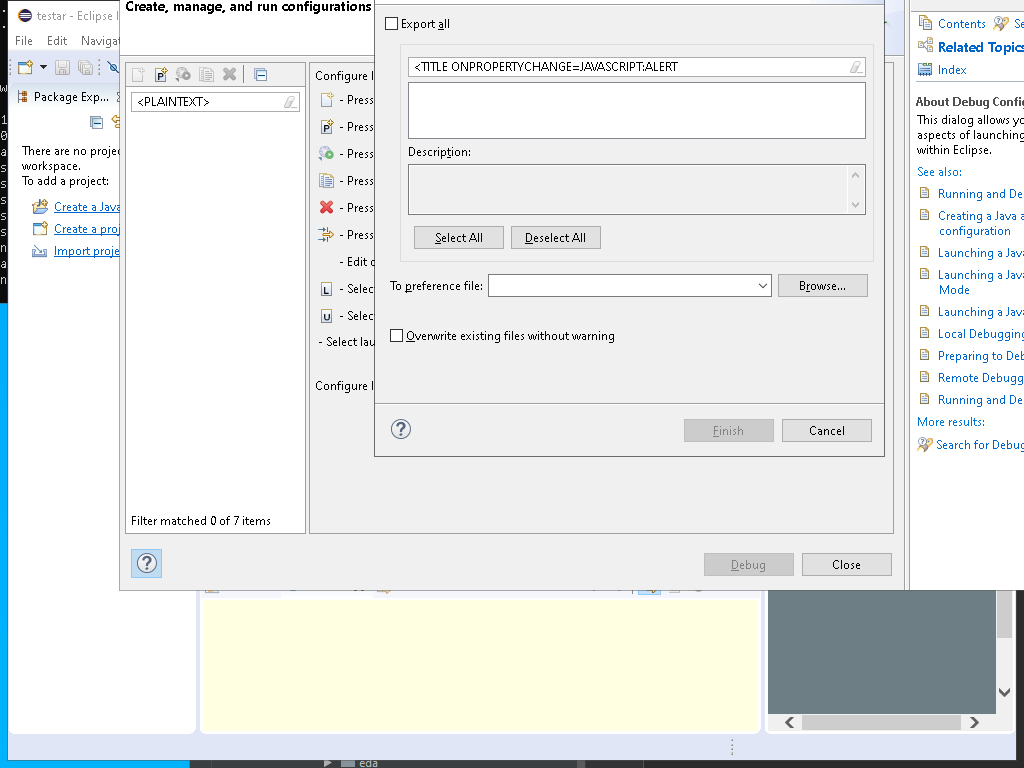 testar - Eclipse I
File Edit Navigat
Package Exp...
There are no proje
workspace.
To add a project:
Create a Java
Create a proj
Import proje
Create, manage, and run configurations
<PLAINTEXT>
Filter matched 0 of 7 items
Configure l
- Press
- Press
- Press
- Press
- Press
- Press
- Edit o
- Selec
- Selec
- Select lau
Configure l
Export all
<TITLE ONPROPERTYCHANGE=JAVASCRIPT:ALERT
Description:
Select All Deselect All
To preference file: Browse...
Overwrite existing files without warning
Finish Cancel
Debug Close
Contents Se
Related Topics
Index
About Debug Config
This dialog allows yo
aspects of launching
within Eclipse.
See also:
Running and De
Creating a Java a
configuration
Launching a Java
Launching a Java
Mode
Launching a Java
Local Debugging
Preparing to Deb
Remote Debugg
Running and De
More results:
Search for Debug
eda